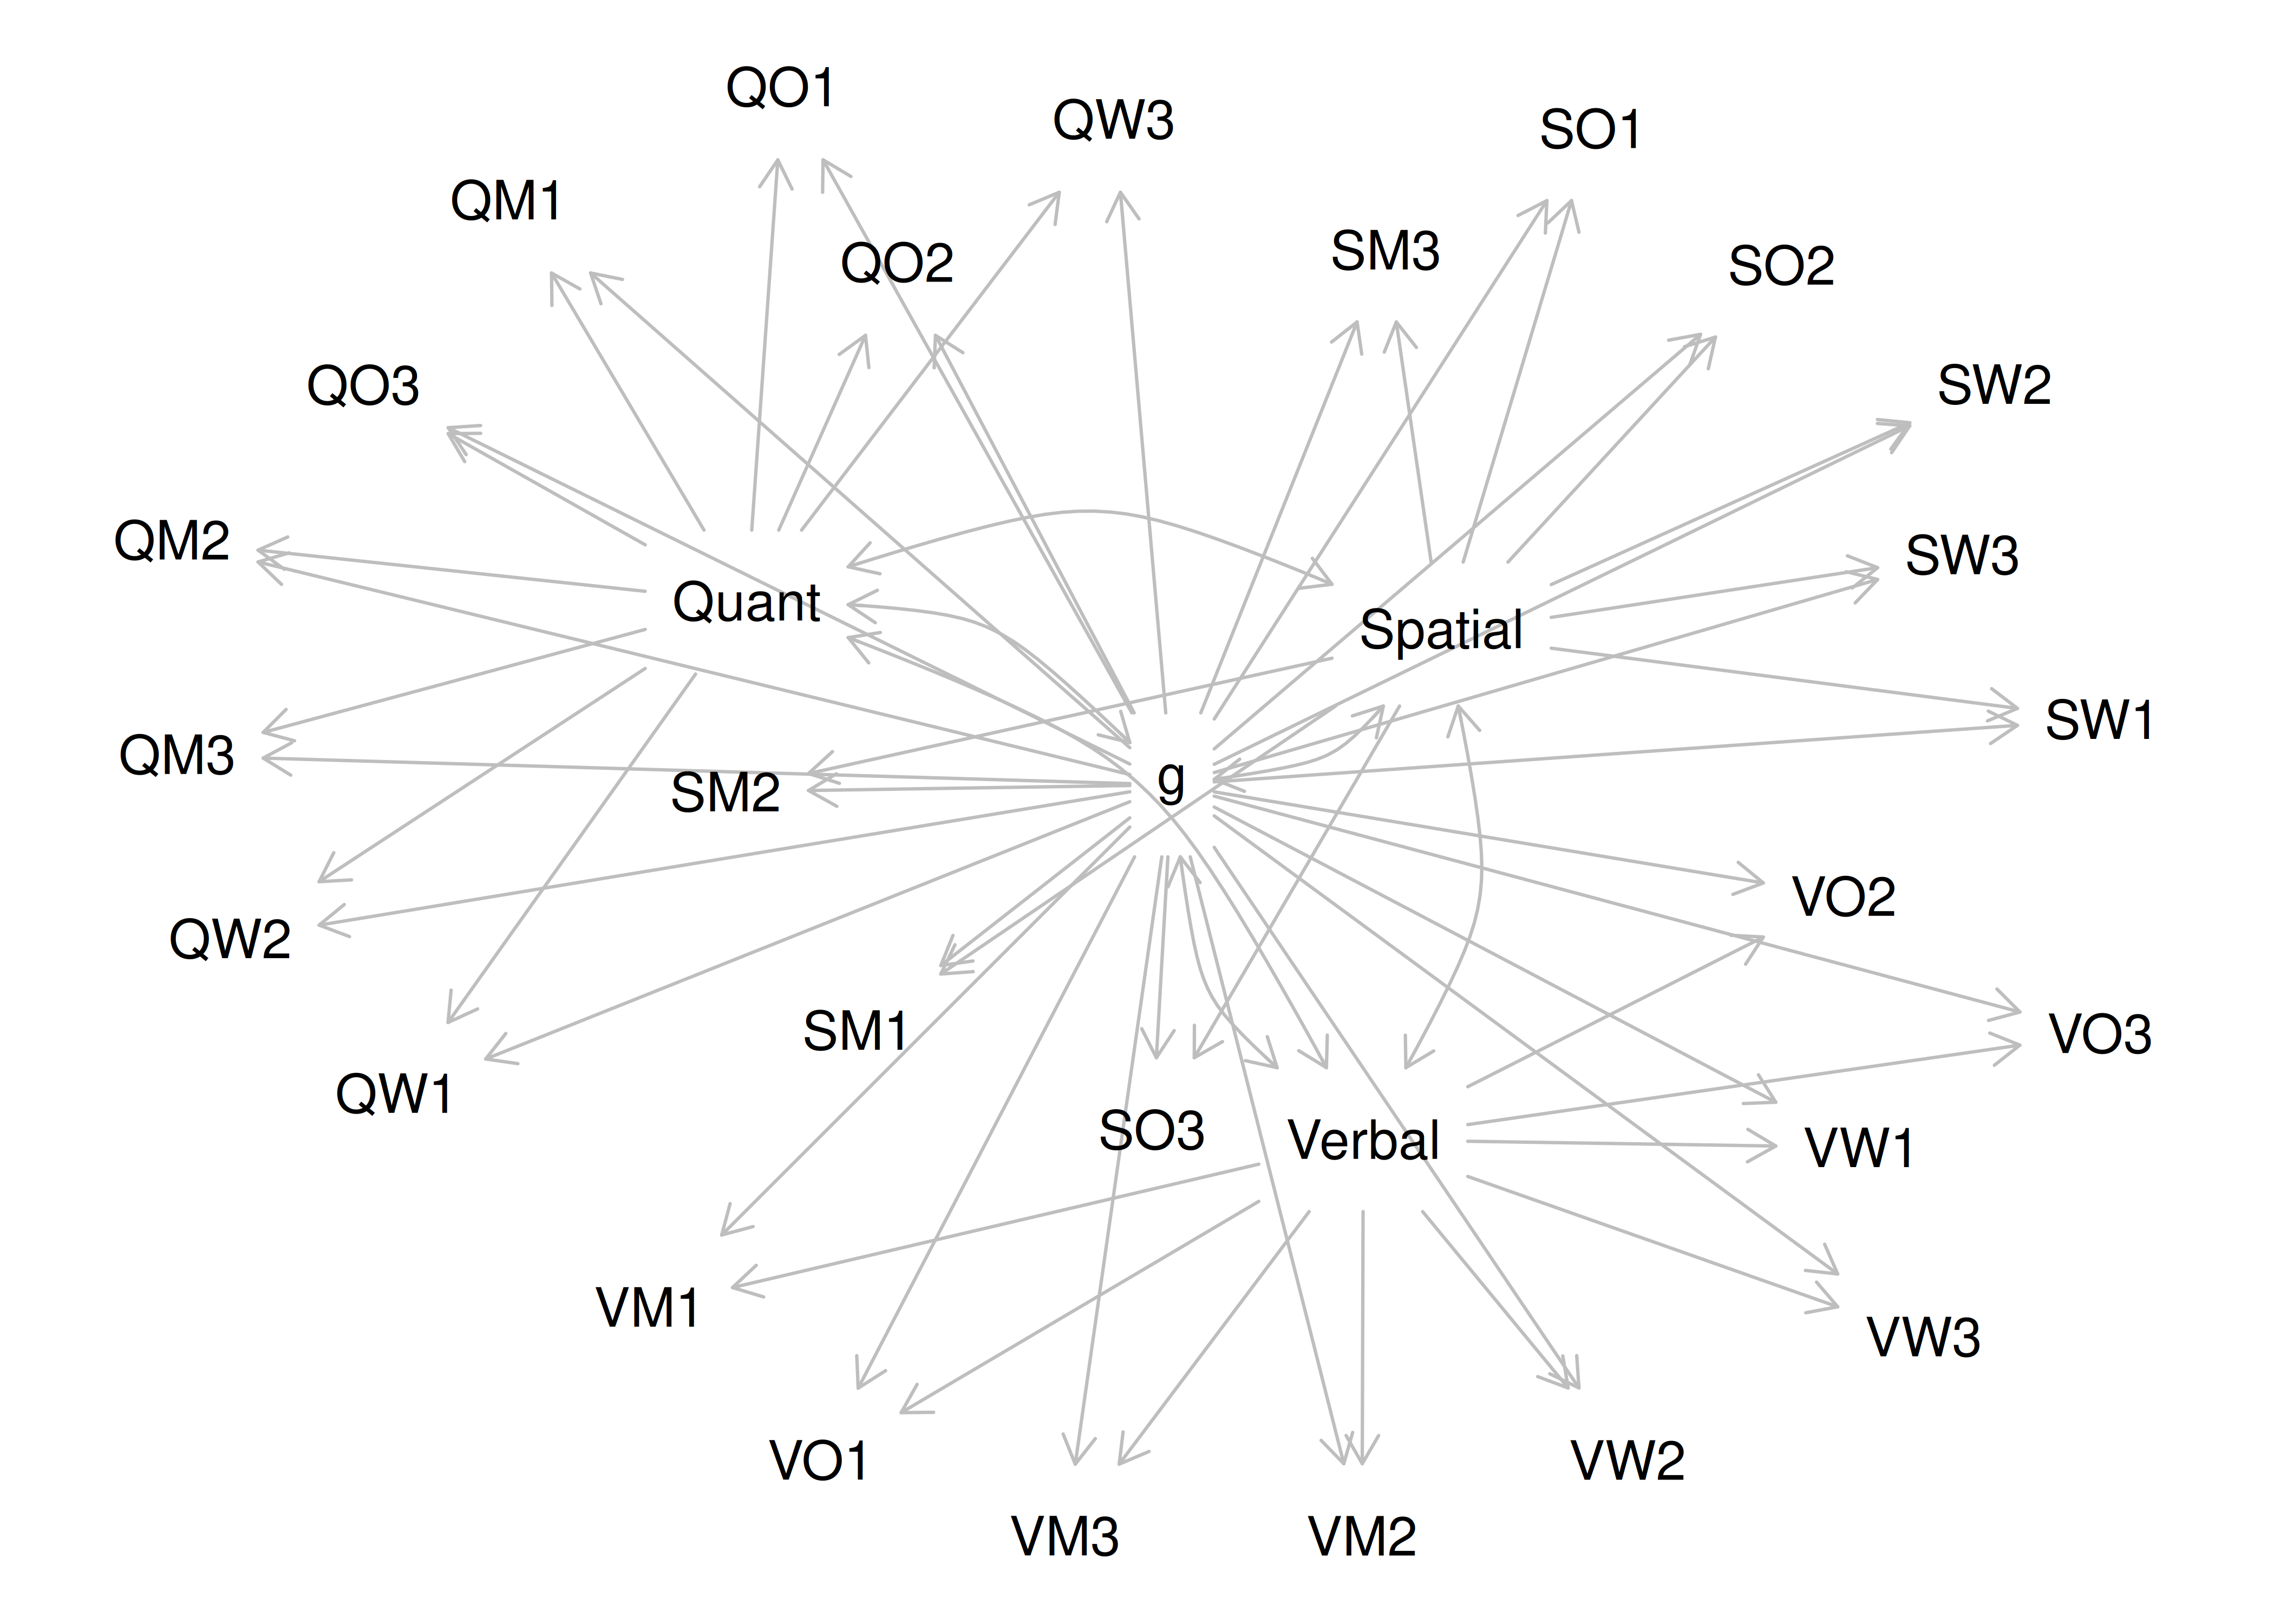 QO1
QW3
SO1
QM1
SM3
QO2
SO2
QO3
SW2
QM2
SW3
Quant
Spatial
SW1
QM3
g
SM2
VO2
QW2
SM1
VO3
QW1
SO3
Verbal
VW1
VM1
VW3
VO1
VW2
VM3
VM2